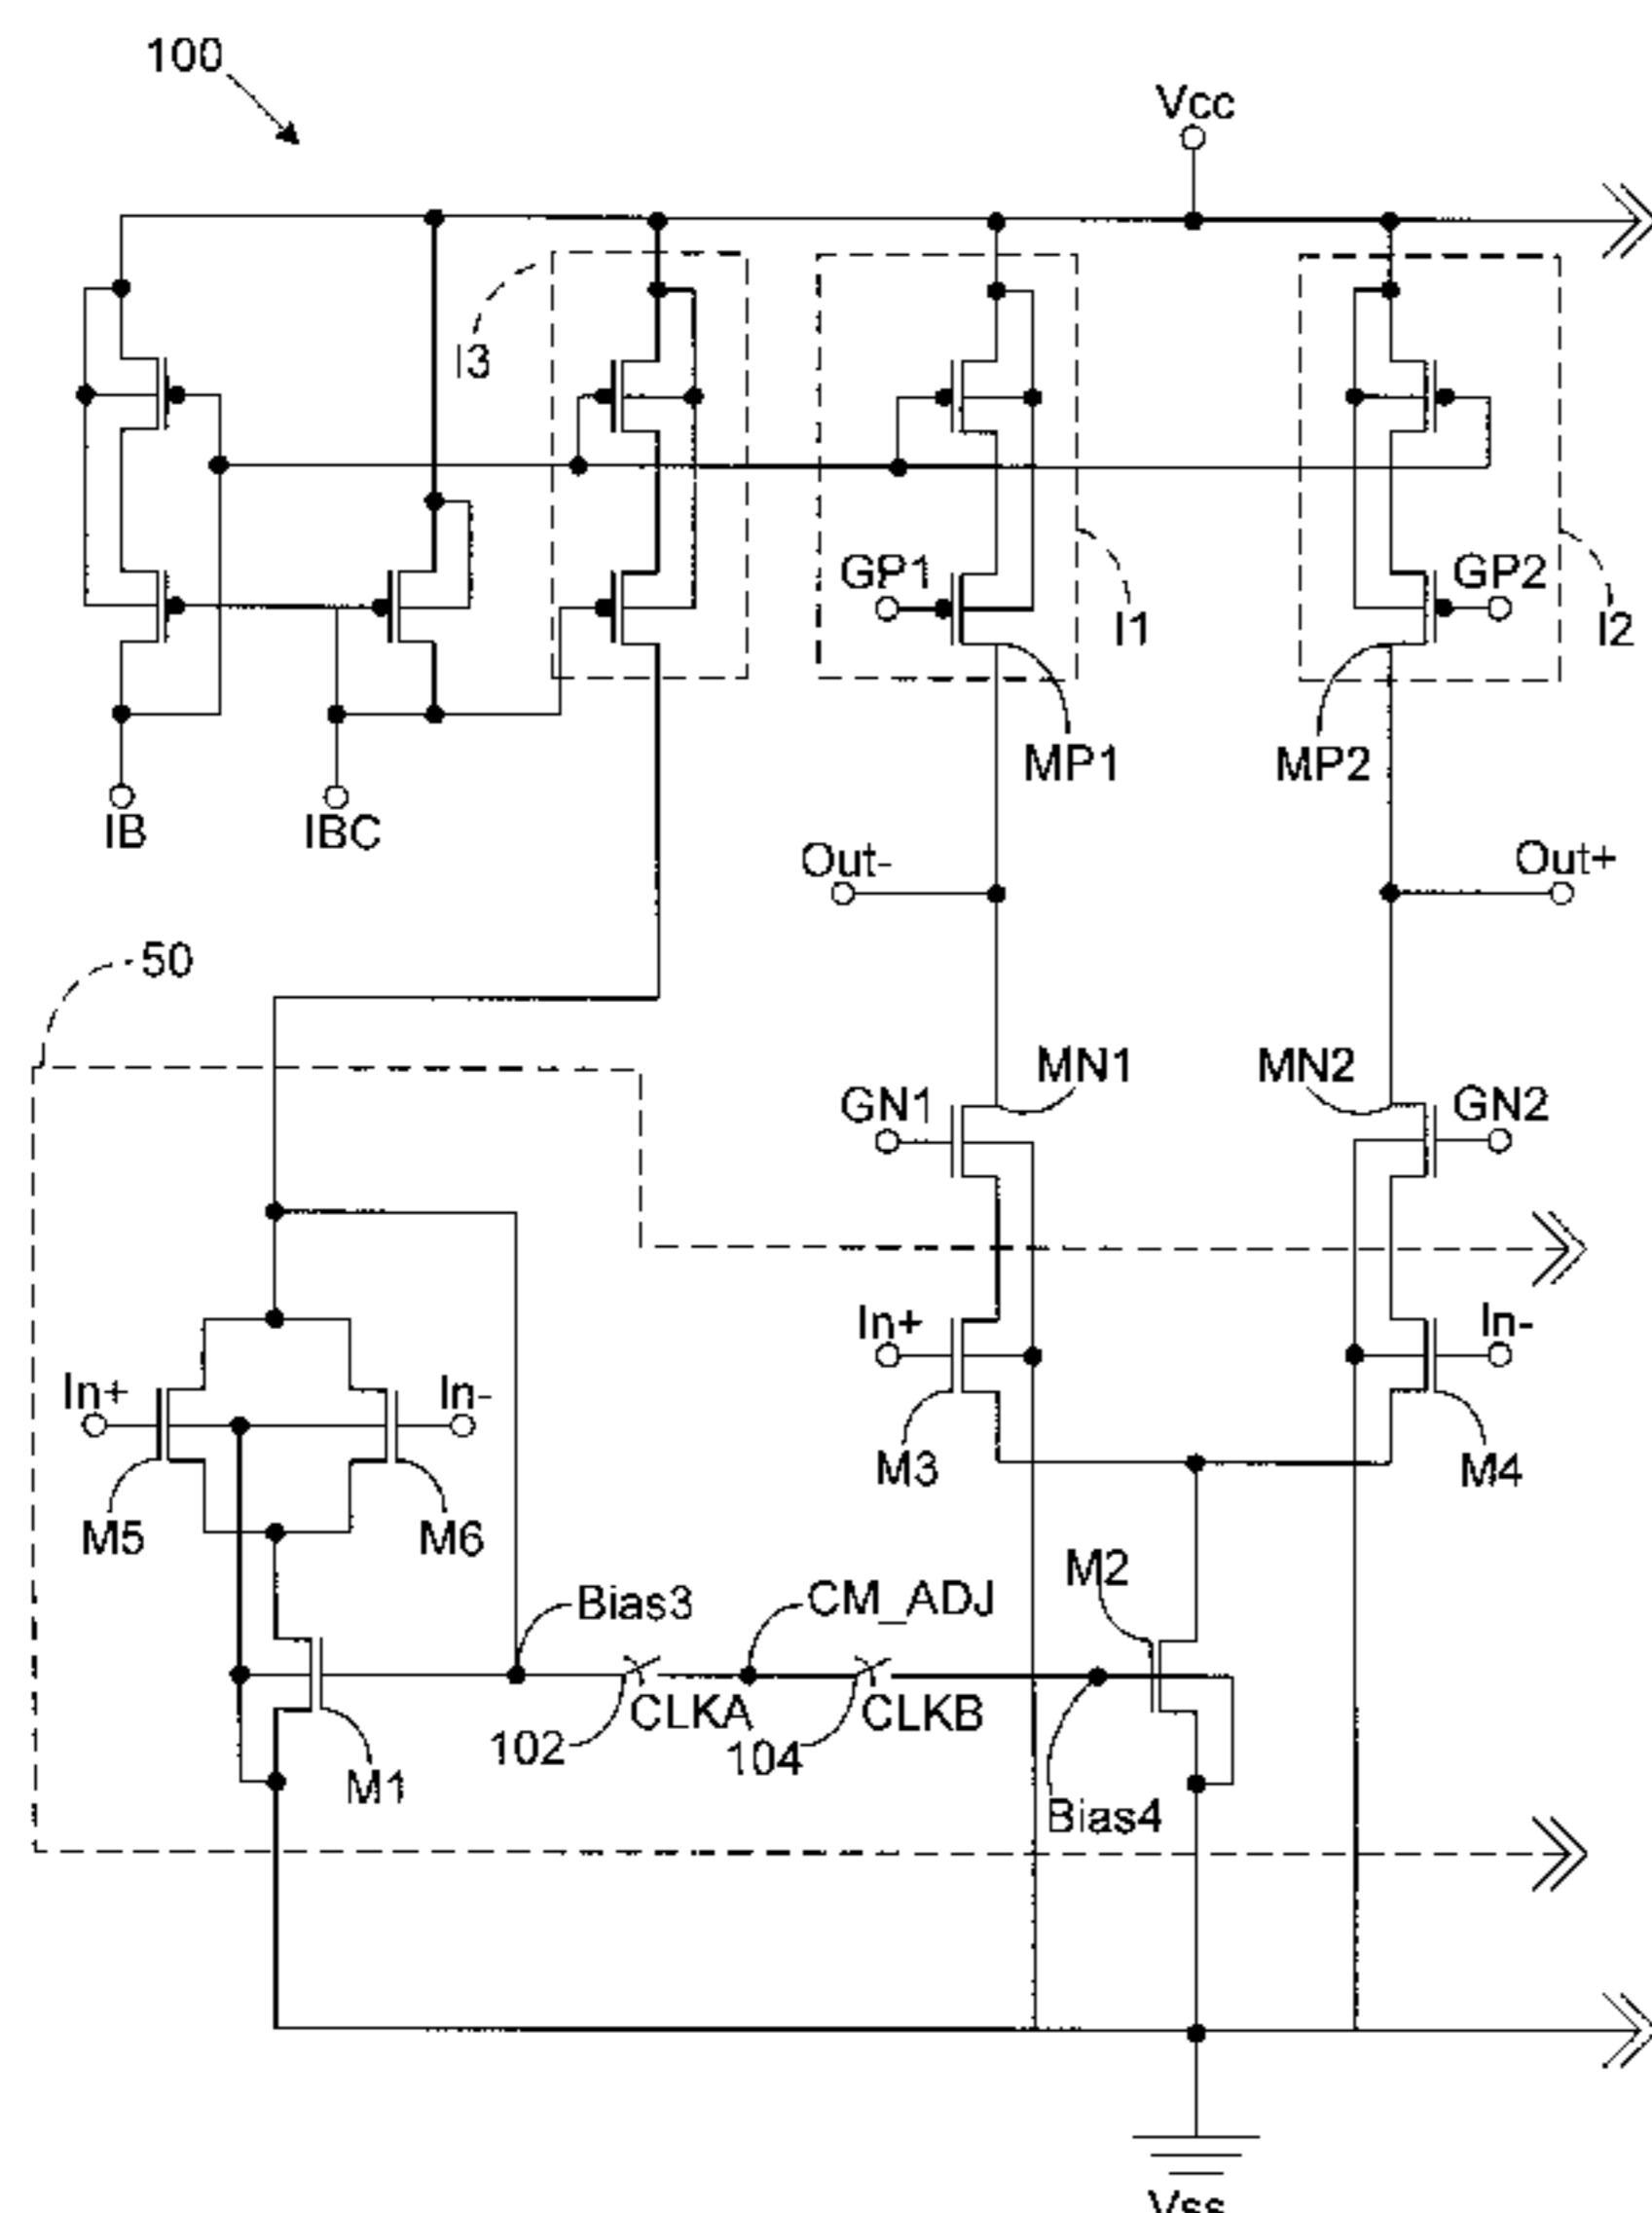 100
Vcc
I3
GP1
GP2
I1
I2
MP1
MP2
IB
IBC
Out-
Out+
50
MN1
MN2
GN1
GN2
In+
In-
In+
In-
M3
M4
M5
M6
M2
Bias3
CM_ADJ
CLKA
CLKB
102
104
M1
Bias4
Vss